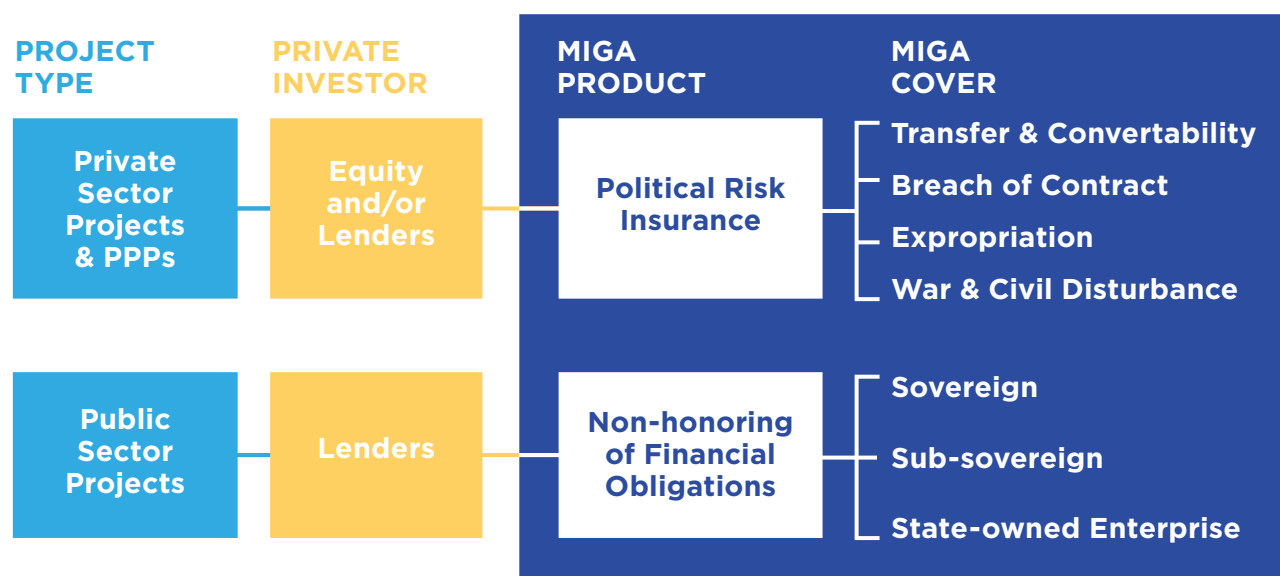 PROJECT
TYPE
PRIVATE
INVESTOR
MIGA
PRODUCT
MIGA
COVER
Private
Sector
Projects
& PPPs
Equity
and/or
Lenders
Political Risk
Insurance
Transfer & Convertability
Breach of Contract
Expropriation
War & Civil Disturbance
Public
Sector
Projects
Lenders
Non-honoring
of Financial
Obligations
Sovereign
Sub-sovereign
State-owned Enterprise